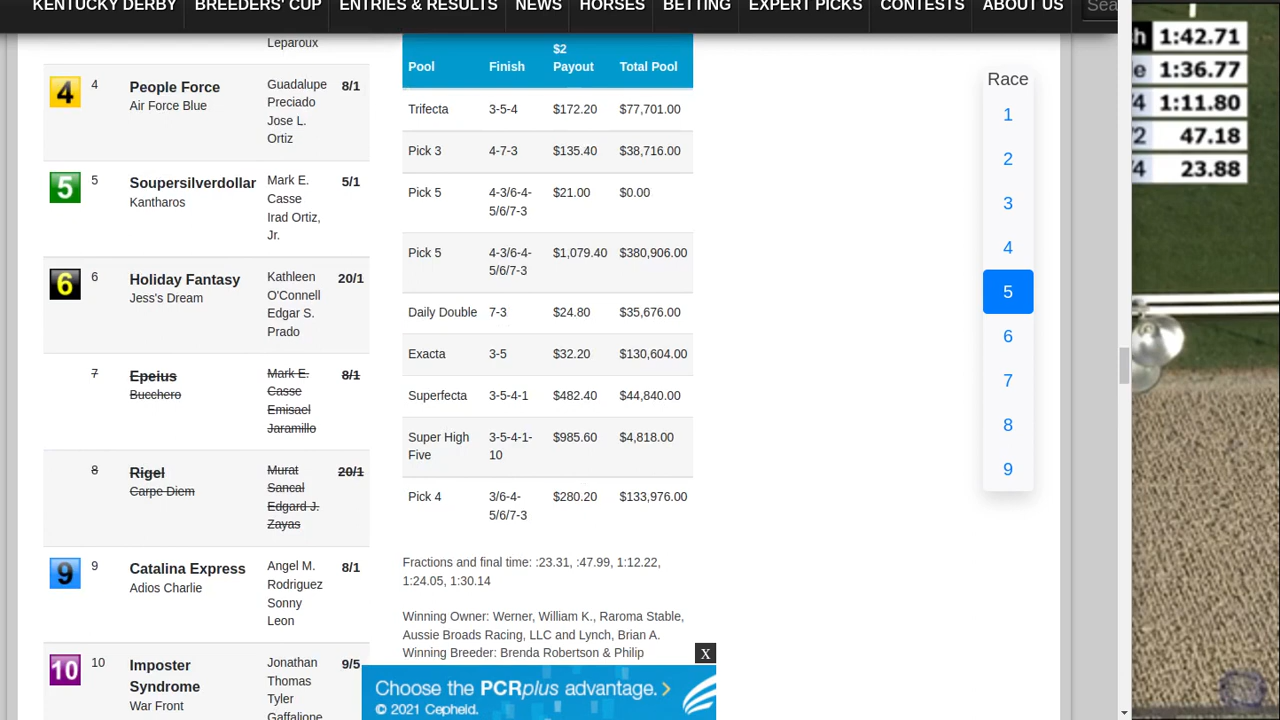 KENTUCKY DERBY BREEDERS' CUP ENTRIES & RESULTS NEWS HORSES BETTING EXPERT PICKS CONTESTS ABOUT US Sea
Leparoux
4 4 People Force Guadalupe 8/1
Air Force Blue Preciado
Jose L.
Ortiz
5 5 Soupersilverdollar Mark E. 5/1
Kantharos Casse
Irad Ortiz,
Jr.
6 6 Holiday Fantasy Kathleen 20/1
Jess's Dream O'Connell
Edgar S.
Prado
7 Epeius Mark E. 8/1
Bucchero Casse
Emisael
Jaramillo
8 Rigel Murat 20/1
Carpe Diem Sancal
Edgard J.
Zayas
9 9 Catalina Express Angel M. 8/1
Adios Charlie Rodriguez
Sonny
Leon
10 10 Imposter Jonathan 9/5
Syndrome Thomas
War Front Tyler
Gaffalione
$2
Pool Finish Payout Total Pool
Trifecta 3-5-4 $172.20 $77,701.00
Pick 3 4-7-3 $135.40 $38,716.00
Pick 5 4-3/6-4- $21.00 $0.00
5/6/7-3
Pick 5 4-3/6-4- $1,079.40 $380,906.00
5/6/7-3
Daily Double 7-3 $24.80 $35,676.00
Exacta 3-5 $32.20 $130,604.00
Superfecta 3-5-4-1 $482.40 $44,840.00
Super High 3-5-4-1- $985.60 $4,818.00
Five 10
Pick 4 3/6-4- $280.20 $133,976.00
5/6/7-3
Fractions and final time: :23.31, :47.99, 1:12.22,
1:24.05, 1:30.14
Winning Owner: Werner, William K., Raroma Stable,
Aussie Broads Racing, LLC and Lynch, Brian A.
Winning Breeder: Brenda Robertson & Philip
X
Choose the PCRplus advantage.
© 2021 Cepheid.
Race
1
2
3
4
5
6
7
8
9
h 1:42.71
e 1:36.77
/4 1:11.80
/2 47.18
/4 23.88